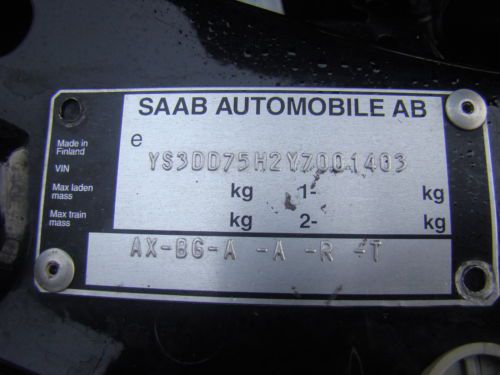 SAAB AUTOMOBILE AB
e
Made in
Finland
VIN
YS3DD75H2Y7001403
Max laden
mass
kg 1- kg
Max train
mass
kg 2- kg
AX-BG-A -A -R -T